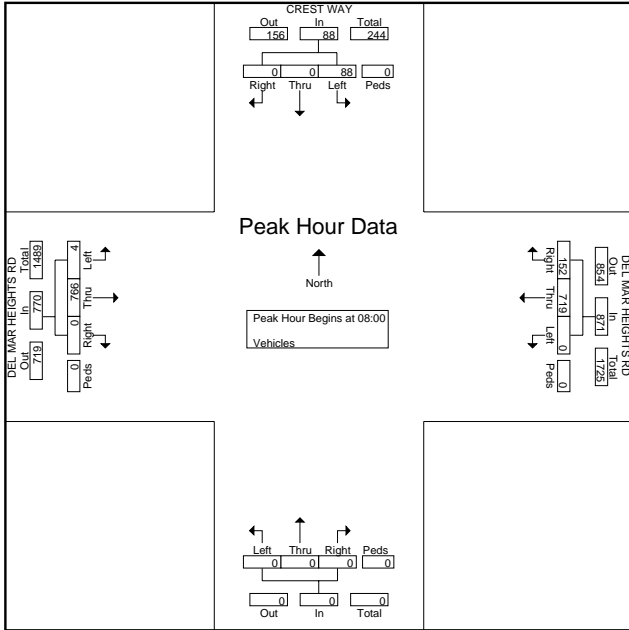 CREST WAY
Out In Total
156 88 244
0 0 88 0
Right Thru Left Peds
Peak Hour Data
North
Peak Hour Begins at 08:00
Vehicles
DEL MAR HEIGHTS RD
Out In Total
719 770 1489
0 766 4
Right Thru Left
0
Peds
DEL MAR HEIGHTS RD
Out In Total
854 871 1725
152 719 0
Right Thru Left
0
Peds
Left Thru Right Peds
0 0 0 0
0 0 0
Out In Total